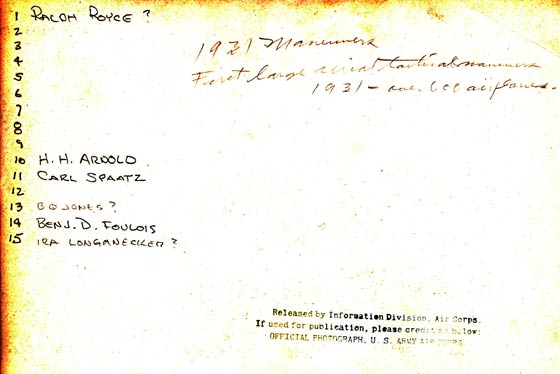 1 RALPH ROYCE ?
2
3
4
5
6
7
8
9
10 H. H. ARNOLD
11 CARL SPAATZ
12
13 B Q JONES ?
14 BENJ. D. FOULOIS
15 IRA LONGANECKER ?
1931 Maneuvers
First large aerial tactical maneuvers
1931 - over 600 airplanes.
Released by Information Division, Air Corps.
If used for publication, please credit as below:
OFFICIAL PHOTOGRAPH, U. S. ARMY AIR CORPS